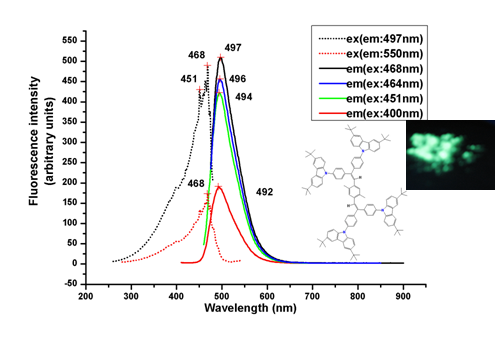 550
500
450
400
350
300
250
200
150
100
50
0
-50
200 300 400 500 600 700 800 900
Wavelength (nm)
Fluorescence intensity
(arbitrary units)
468
497
451
496
494
468
492
ex(em:497nm)
ex(em:550nm)
em(ex:468nm)
em(ex:464nm)
em(ex:451nm)
em(ex:400nm)